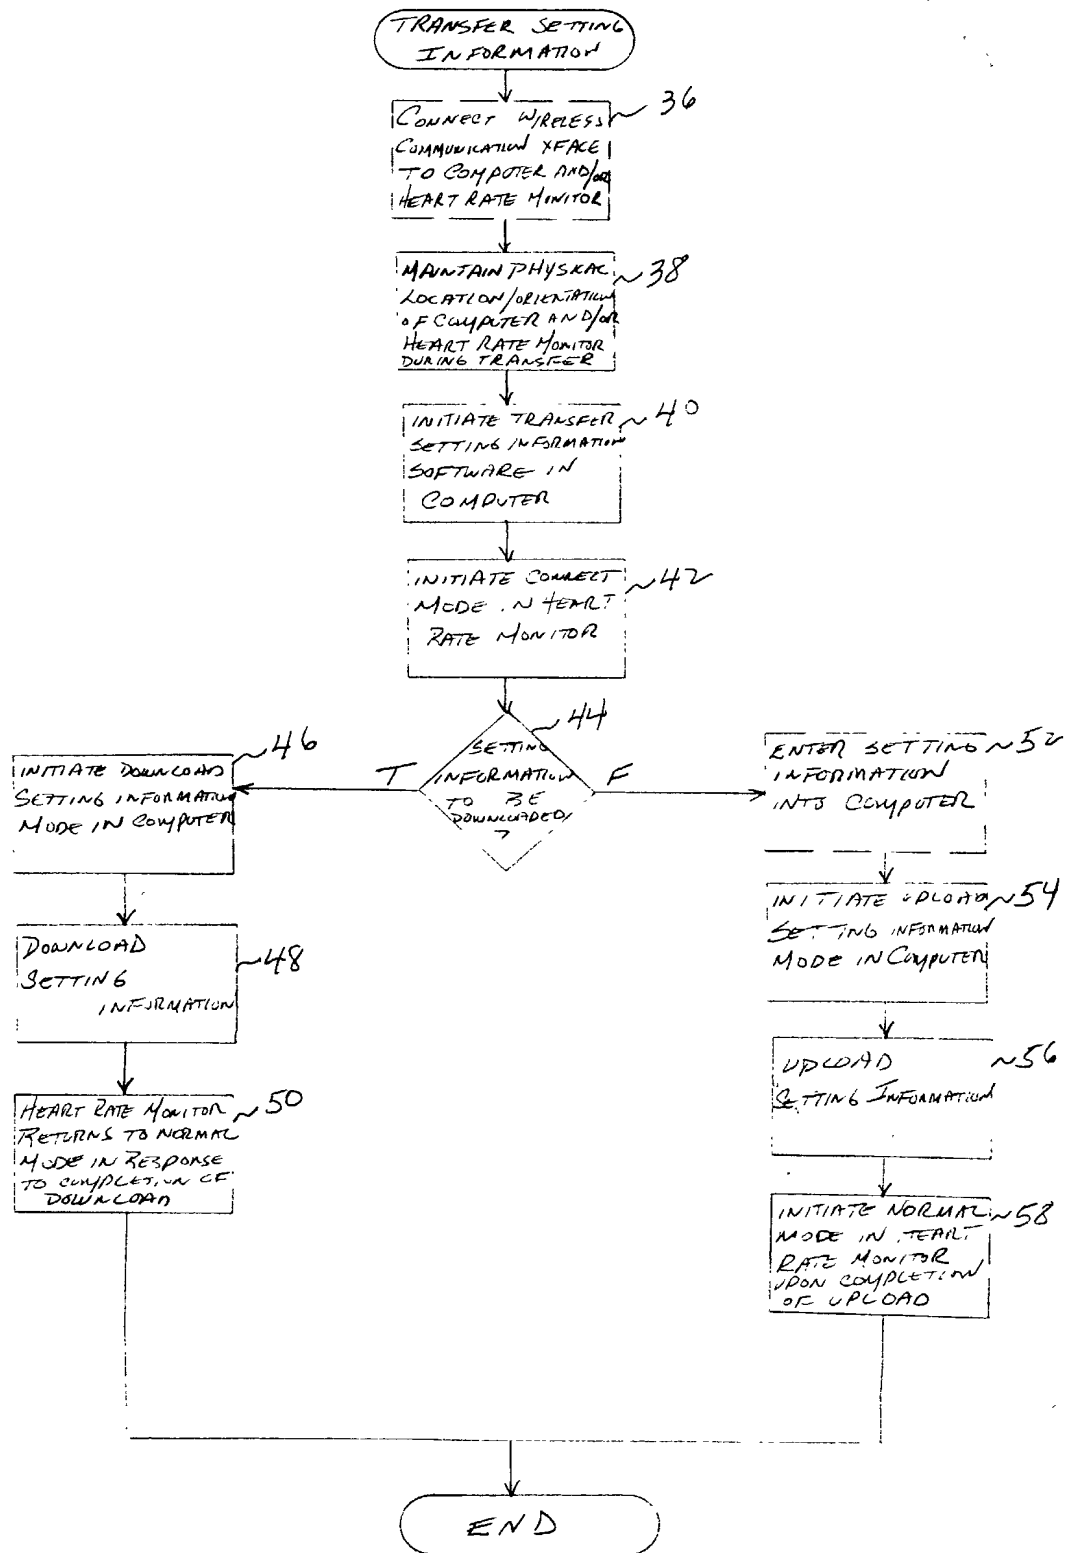 TRANSFER SETTING
INFORMATION
36
CONNECT WIRELESS
COMMUNICATION XFACE
TO COMPUTER AND/OR
HEART RATE MONITOR
38
MAINTAIN PHYSICAL
LOCATION/ORIENTATION
OF COMPUTER AND/OR
HEART RATE MONITOR
DURING TRANSFER
40
INITIATE TRANSFER
SETTING INFORMATION
SOFTWARE IN
COMPUTER
42
INITIATE CONNECT
MODE IN HEART
RATE MONITOR
44
SETTING
INFORMATION
TO BE
DOWNLOADED
?
T
F
46
INITIATE DOWNLOAD
SETTING INFORMATION
MODE IN COMPUTER
48
DOWNLOAD
SETTING
INFORMATION
50
HEART RATE MONITOR
RETURNS TO NORMAL
MODE IN RESPONSE
TO COMPLETION OF
DOWNLOAD
52
ENTER SETTING
INFORMATION
INTO COMPUTER
54
INITIATE UPLOAD
SETTING INFORMATION
MODE IN COMPUTER
56
UPLOAD
SETTING INFORMATION
58
INITIATE NORMAL
MODE IN HEART
RATE MONITOR
UPON COMPLETION
OF UPLOAD
END